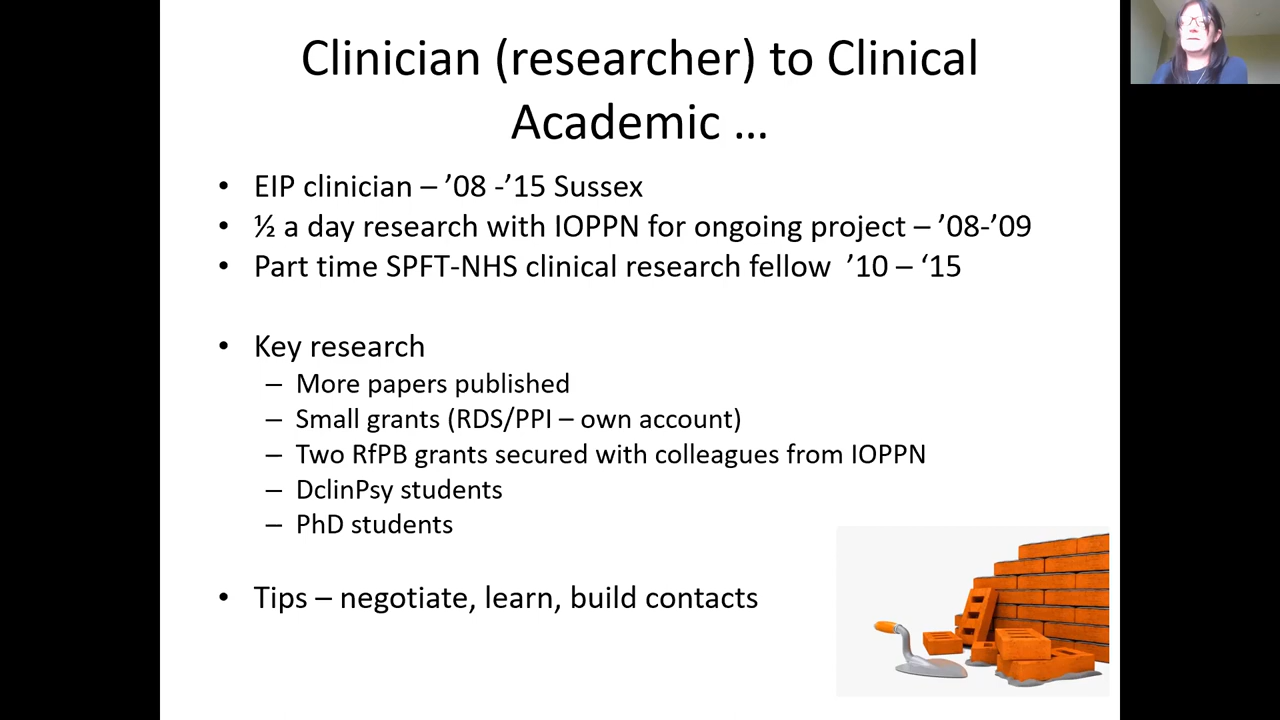 Clinician (researcher) to Clinical
Academic …
• EIP clinician – ’08 -’15 Sussex
• ½ a day research with IOPPN for ongoing project – ’08-’09
• Part time SPFT-NHS clinical research fellow ’10 – ‘15
• Key research
– More papers published
– Small grants (RDS/PPI – own account)
– Two RfPB grants secured with colleagues from IOPPN
– DclinPsy students
– PhD students
• Tips – negotiate, learn, build contacts